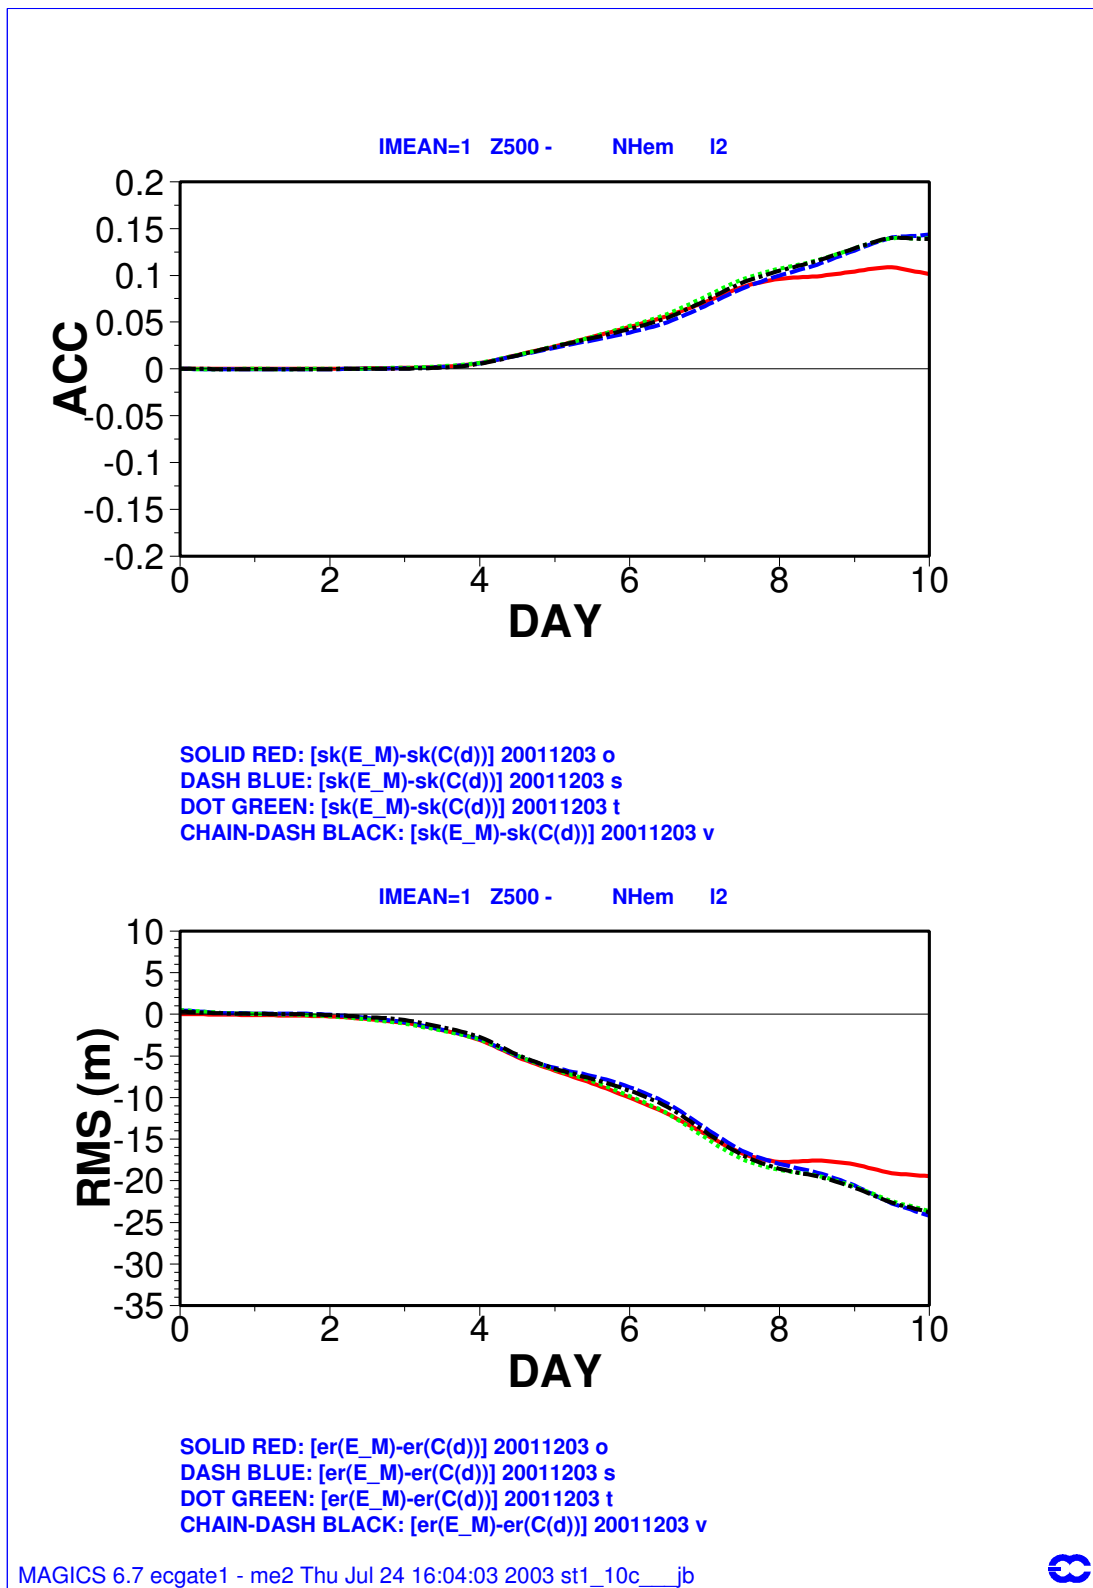 IMEAN=1 Z500 - NHem l2
0.2
0.15
0.1
0.05
0
-0.05
-0.1
-0.15
-0.2
ACC
0 2 4 6 8 10
DAY
SOLID RED: [sk(E_M)-sk(C(d))] 20011203 o
DASH BLUE: [sk(E_M)-sk(C(d))] 20011203 s
DOT GREEN: [sk(E_M)-sk(C(d))] 20011203 t
CHAIN-DASH BLACK: [sk(E_M)-sk(C(d))] 20011203 v
IMEAN=1 Z500 - NHem l2
10
5
0
-5
-10
-15
-20
-25
-30
-35
RMS (m)
0 2 4 6 8 10
DAY
SOLID RED: [er(E_M)-er(C(d))] 20011203 o
DASH BLUE: [er(E_M)-er(C(d))] 20011203 s
DOT GREEN: [er(E_M)-er(C(d))] 20011203 t
CHAIN-DASH BLACK: [er(E_M)-er(C(d))] 20011203 v
MAGICS 6.7 ecgate1 - me2 Thu Jul 24 16:04:03 2003 st1_10c___jb